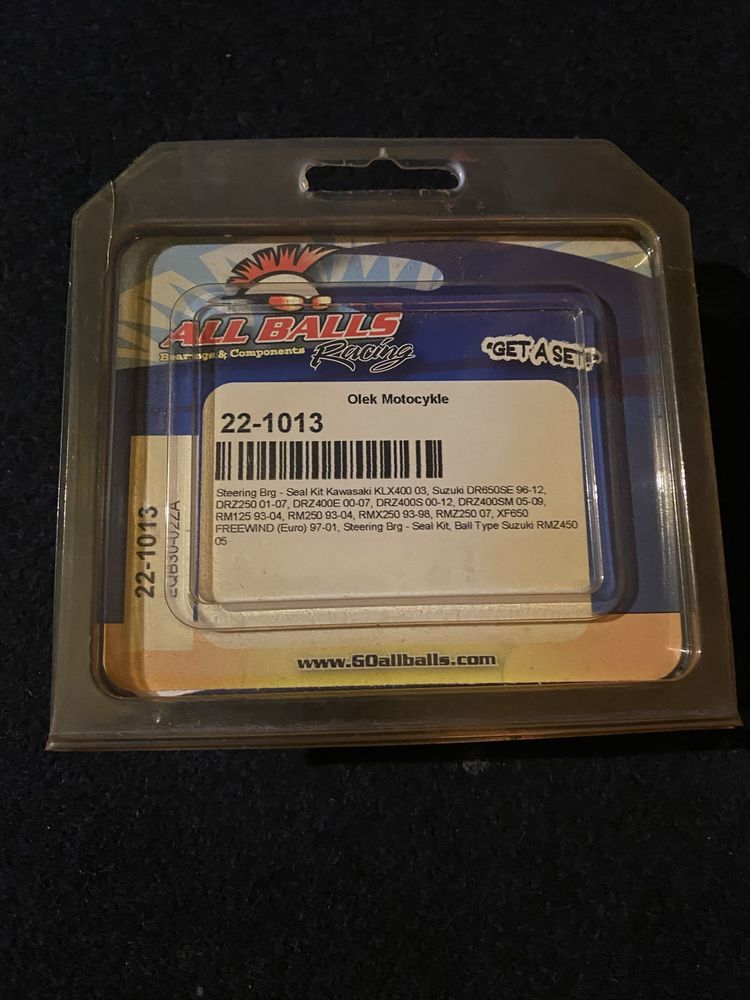 ALL BALLS
Bearings & Components
Racing
"GET A SET!"
Olek Motocykle
22-1013
Steering Brg - Seal Kit Kawasaki KLX400 03, Suzuki DR650SE 96-12,
DRZ250 01-07, DRZ400E 00-07, DRZ400S 00-12, DRZ400SM 05-09,
RM125 93-04, RM250 93-04, RMX250 93-98, RMZ250 07, XF650
FREEWIND (Euro) 97-01, Steering Brg - Seal Kit, Ball Type Suzuki RMZ450
05
22-1013
www.GOallballs.com